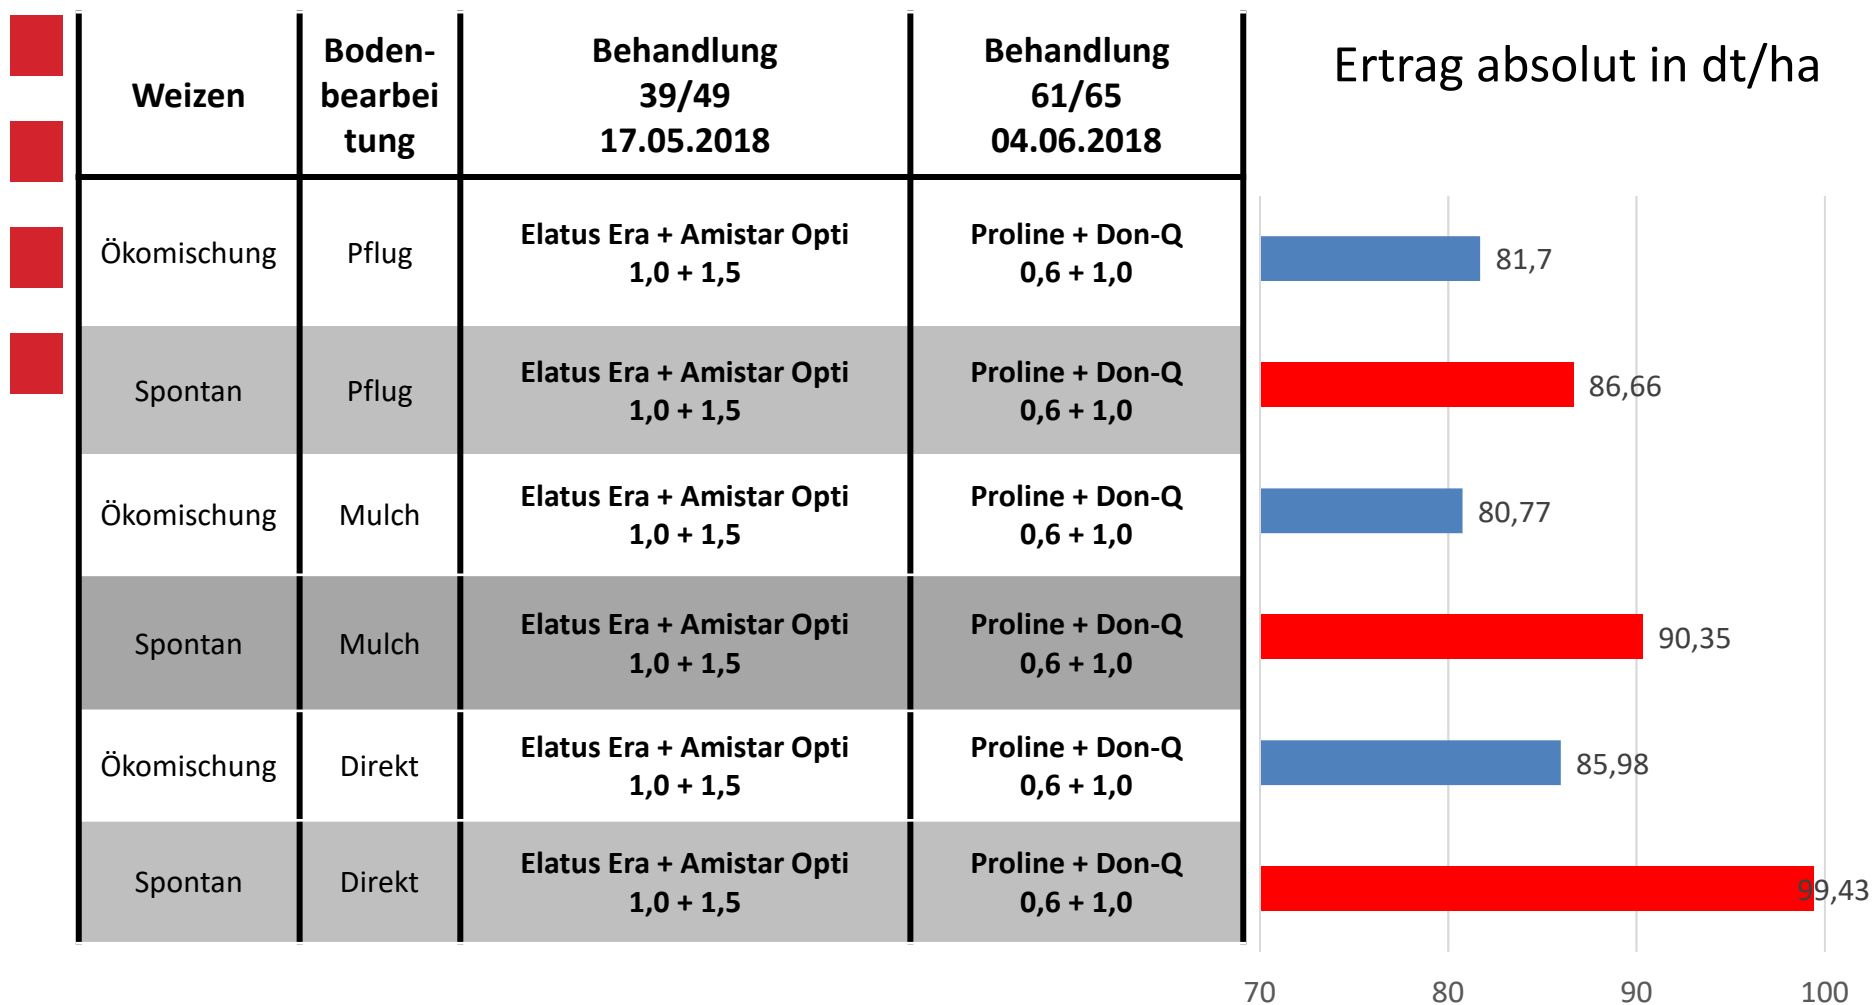 Weizen
Boden-
bearbei
tung
Behandlung
39/49
17.05.2018
Behandlung
61/65
04.06.2018
Ertrag absolut in dt/ha
Ökomischung
Pflug
Elatus Era + Amistar Opti
1,0 + 1,5
Proline + Don-Q
0,6 + 1,0
81,7
Spontan
Pflug
Elatus Era + Amistar Opti
1,0 + 1,5
Proline + Don-Q
0,6 + 1,0
86,66
Ökomischung
Mulch
Elatus Era + Amistar Opti
1,0 + 1,5
Proline + Don-Q
0,6 + 1,0
80,77
Spontan
Mulch
Elatus Era + Amistar Opti
1,0 + 1,5
Proline + Don-Q
0,6 + 1,0
90,35
Ökomischung
Direkt
Elatus Era + Amistar Opti
1,0 + 1,5
Proline + Don-Q
0,6 + 1,0
85,98
Spontan
Direkt
Elatus Era + Amistar Opti
1,0 + 1,5
Proline + Don-Q
0,6 + 1,0
99,43
70 80 90 100